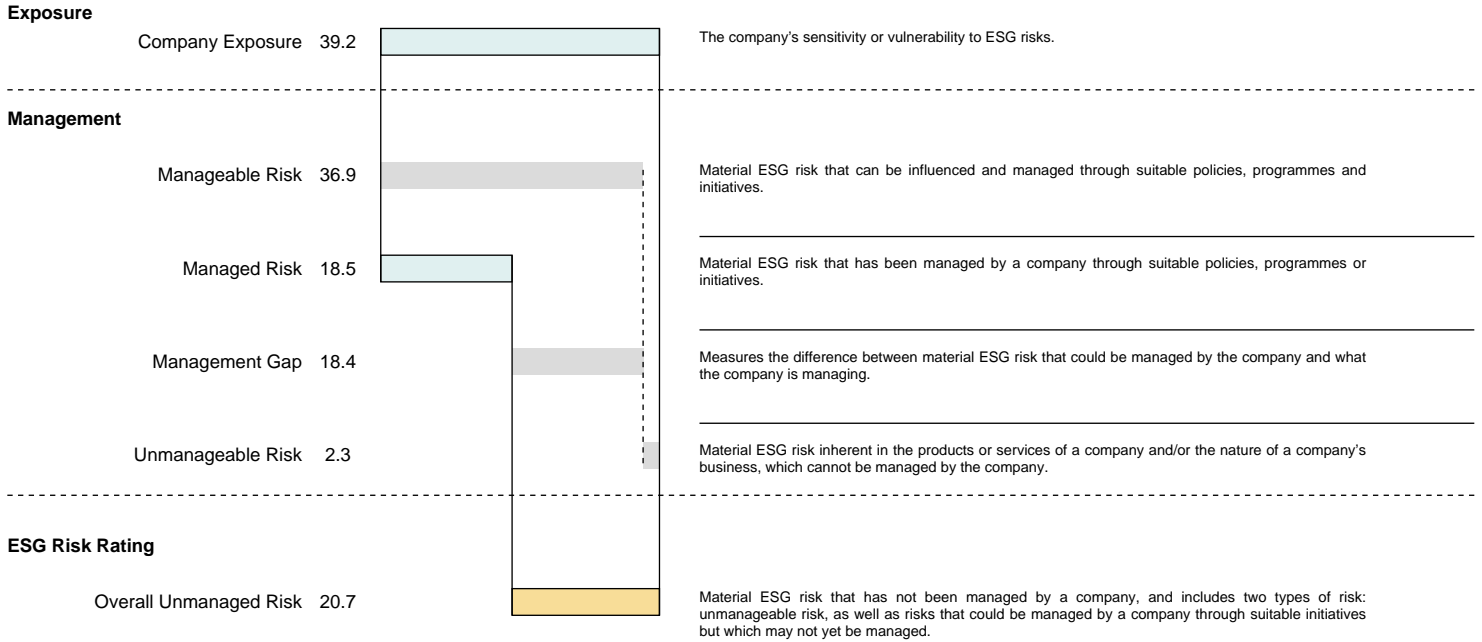 Exposure
Company Exposure 39.2
The company’s sensitivity or vulnerability to ESG risks.
Management
Manageable Risk 36.9
Material ESG risk that can be influenced and managed through suitable policies, programmes and
initiatives.
Managed Risk 18.5
Material ESG risk that has been managed by a company through suitable policies, programmes or
initiatives.
Management Gap 18.4
Measures the difference between material ESG risk that could be managed by the company and what
the company is managing.
Unmanageable Risk 2.3
Material ESG risk inherent in the products or services of a company and/or the nature of a company’s
business, which cannot be managed by the company.
ESG Risk Rating
Overall Unmanaged Risk 20.7
Material ESG risk that has not been managed by a company, and includes two types of risk:
unmanageable risk, as well as risks that could be managed by a company through suitable initiatives
but which may not yet be managed.